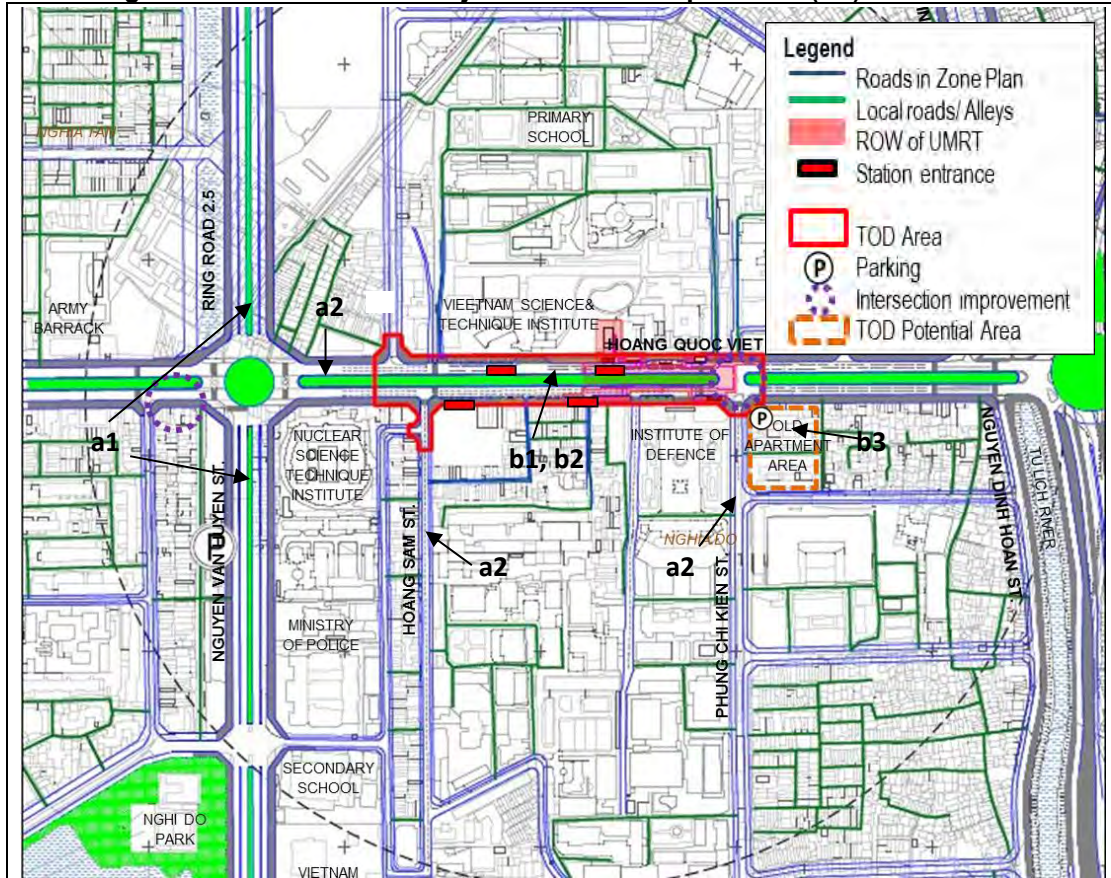 Legend
Roads in Zone Plan
Local roads/ Alleys
ROW of UMRT
Station entrance
TOD Area
P
Parking
Intersection improvement
TOD Potential Area
NGHIA TAN
PRIMARY
SCHOOL
RING ROAD 2.5
ARMY
BARRACK
a2
VIEETNAM SCIENCE&
TECHNIQUE INSTITUTE
HOANG QUOC VIET
a1
NUCLEAR
SCIENCE
TECHNIQUE
INSTITUTE
b1, b2
INSTITUTE OF
DEFENCE
P
OLD
APARTMENT
AREA
b3
NGUYEN VAN HUYEN ST.
HOANG SAM ST.
a2
NGHIA DO
a2
PHUNG CHI KIEN ST.
NGUYEN DINH HOAN ST.
TU LICH RIVER
MINISTRY
OF POLICE
SECONDARY
SCHOOL
NGHI DO
PARK
VIETNAM